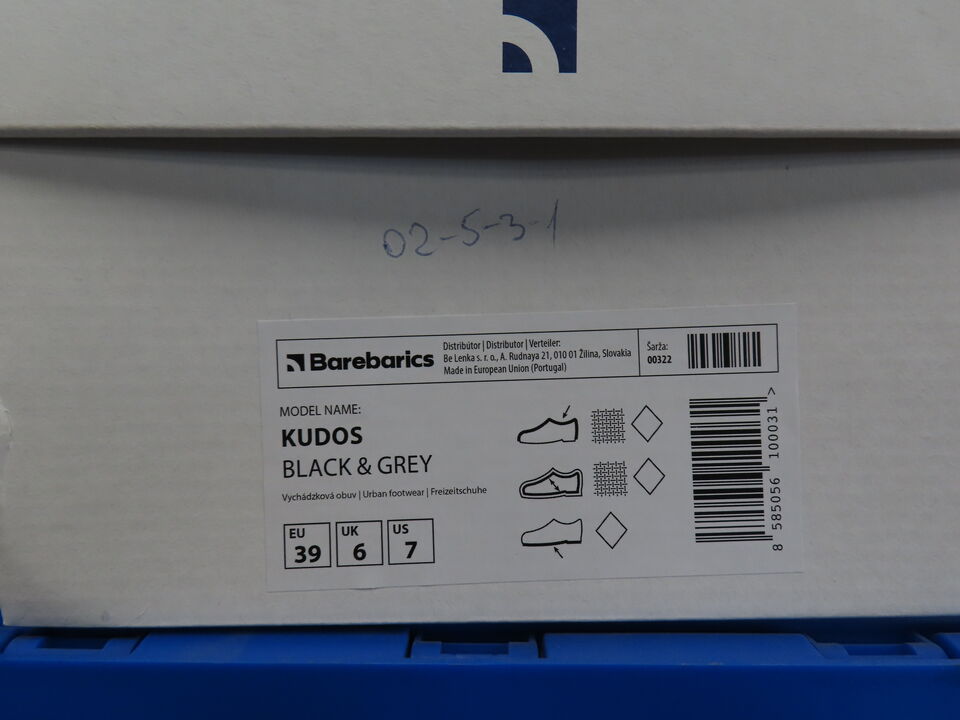 02-5-3-1
Barebarics
Distribútor | Distributor | Verteiler:
Be Lenka s. r. o., A. Rudnaya 21, 010 01 Žilina, Slovakia
Made in European Union (Portugal)
Šarža:
00322
MODEL NAME:
KUDOS
BLACK & GREY
Vychádzková obuv | Urban footwear | Freizeitschuhe
EU
39
UK
6
US
7
8 585056 100031 >